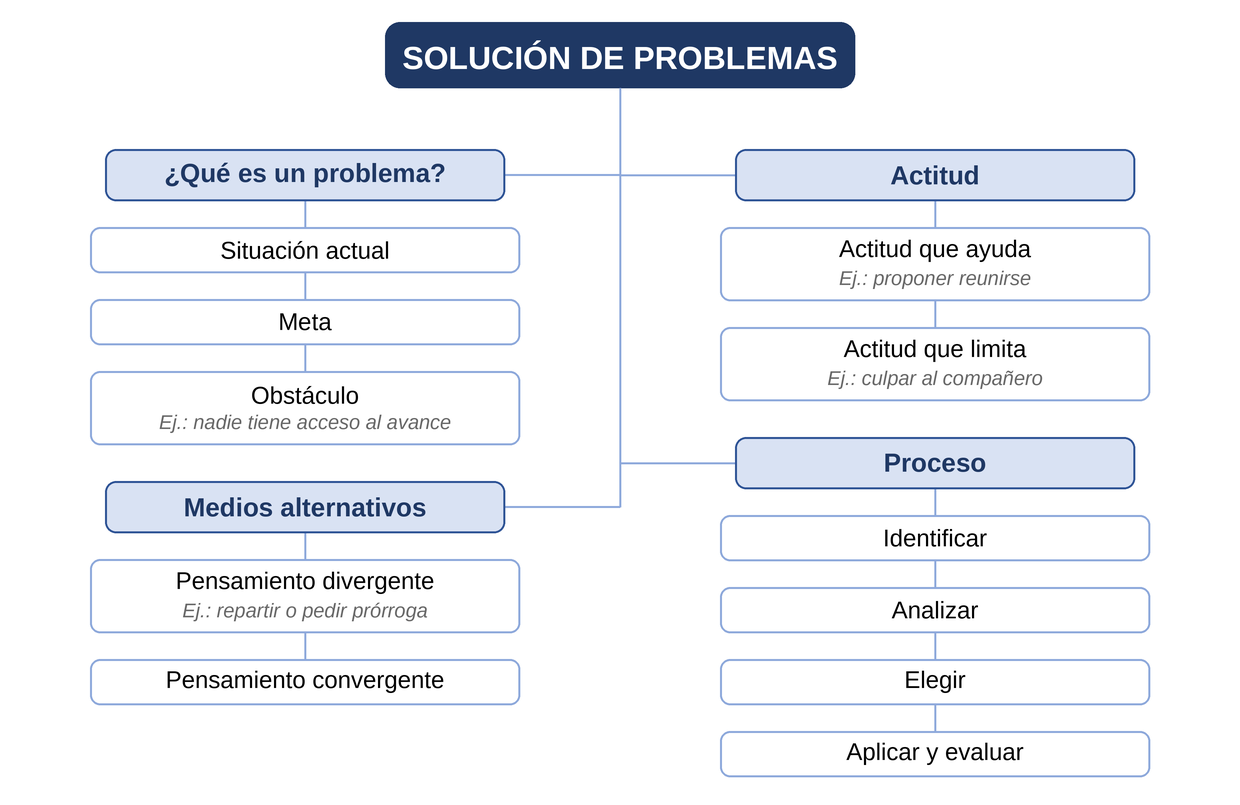 SOLUCIÓN DE PROBLEMAS
¿Qué es un problema?
Situación actual
Meta
Obstáculo
Ej.: nadie tiene acceso al avance
Medios alternativos
Pensamiento divergente
Ej.: repartir o pedir prórroga
Pensamiento convergente
Actitud
Actitud que ayuda
Ej.: proponer reunirse
Actitud que limita
Ej.: culpar al compañero
Proceso
Identificar
Analizar
Elegir
Aplicar y evaluar